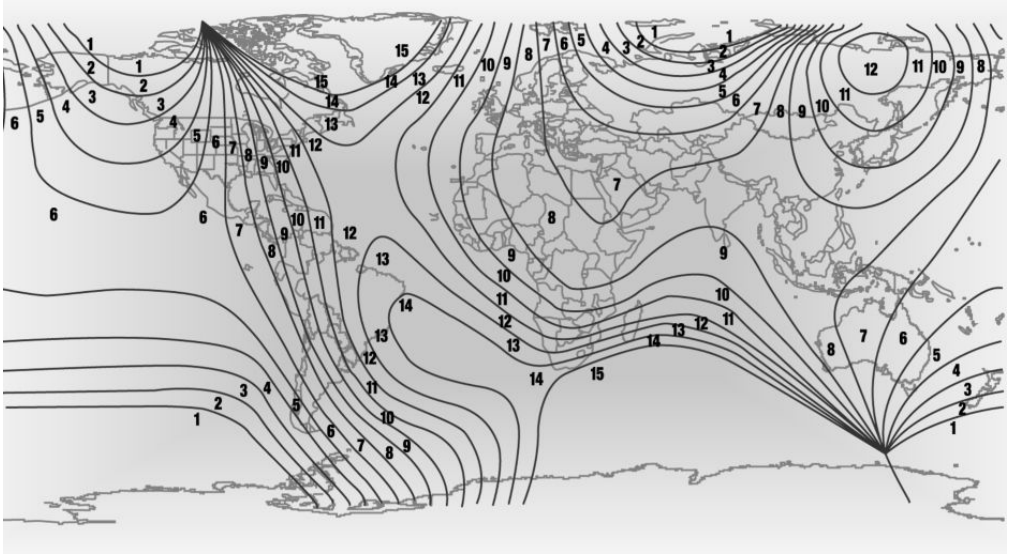 1 1
1 7 6 5 4 3 2 2
15 8
2 1 10 9 3 12 11 10 9 8
2 15 14 13 11 4
3 12 5 11
4 3 14 6 7 8 9 10
6 5 4 13
5 6 7 8 9 10 11 12
7
6 6 10 11 8
7 9 12
8 13 9 9
10
14 11 10
12 12 11
13 13 14 13 7 6
12 8 5
14 15 4
3 4 11 3
2 5 2
1 10 1
6 7 8 9